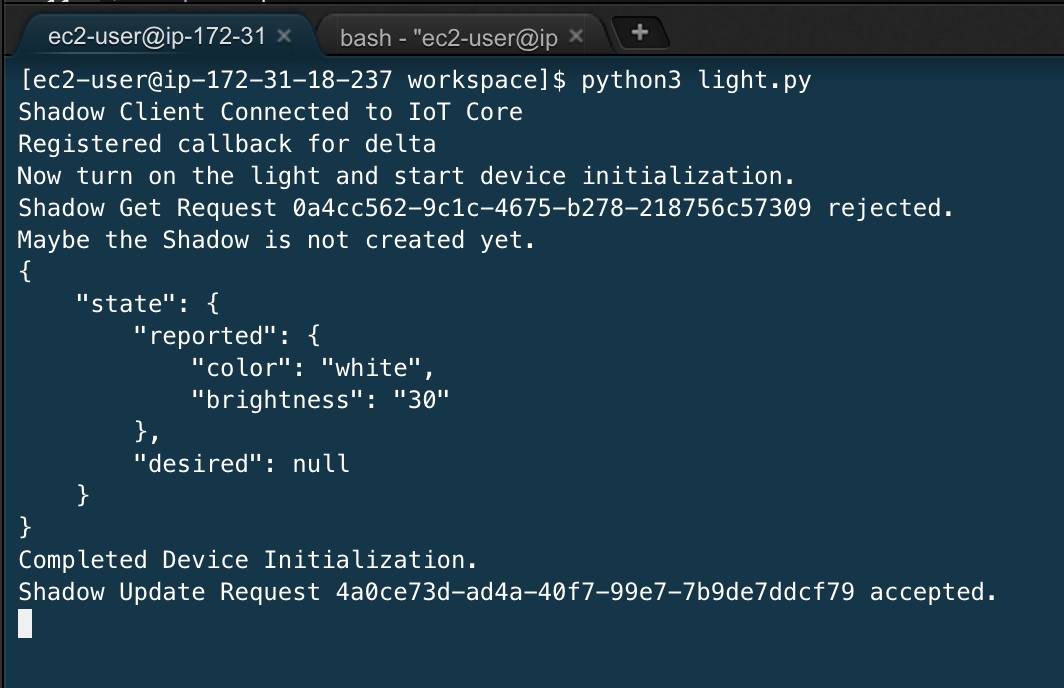 ec2-user@ip-172-31 × bash - "ec2-user@ip × +
[ec2-user@ip-172-31-18-237 workspace]$ python3 light.py
Shadow Client Connected to IoT Core
Registered callback for delta
Now turn on the light and start device initialization.
Shadow Get Request 0a4cc562-9c1c-4675-b278-218756c57309 rejected.
Maybe the Shadow is not created yet.
{
    "state": {
        "reported": {
            "color": "white",
            "brightness": "30"
        },
        "desired": null
    }
}
Completed Device Initialization.
Shadow Update Request 4a0ce73d-ad4a-40f7-99e7-7b9de7ddcf79 accepted.